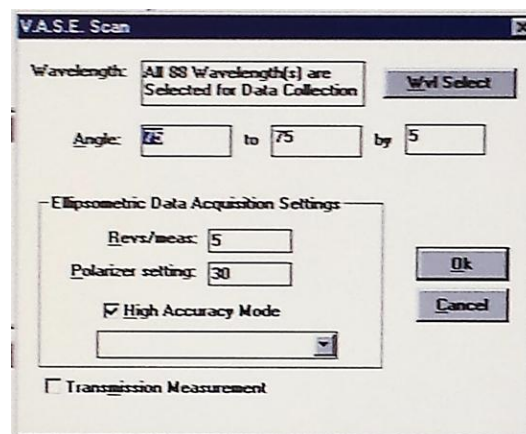 V.A.S.E. Scan
Wavelength: All 88 Wavelength(s) are
Selected for Data Collection
Wvl Select
Angle: 75 to 75 by 5
Ellipsometric Data Acquisition Settings
Revs/meas: 5
Polarizer setting: 30
High Accuracy Mode
Ok
Cancel
Transmission Measurement